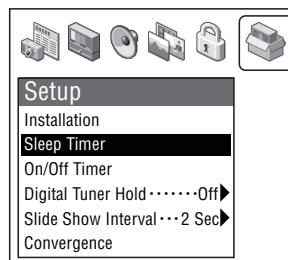 Setup
Installation
Sleep Timer
On/Off Timer
Digital Tuner Hold ·······Off
Slide Show Interval ···2 Sec
Convergence